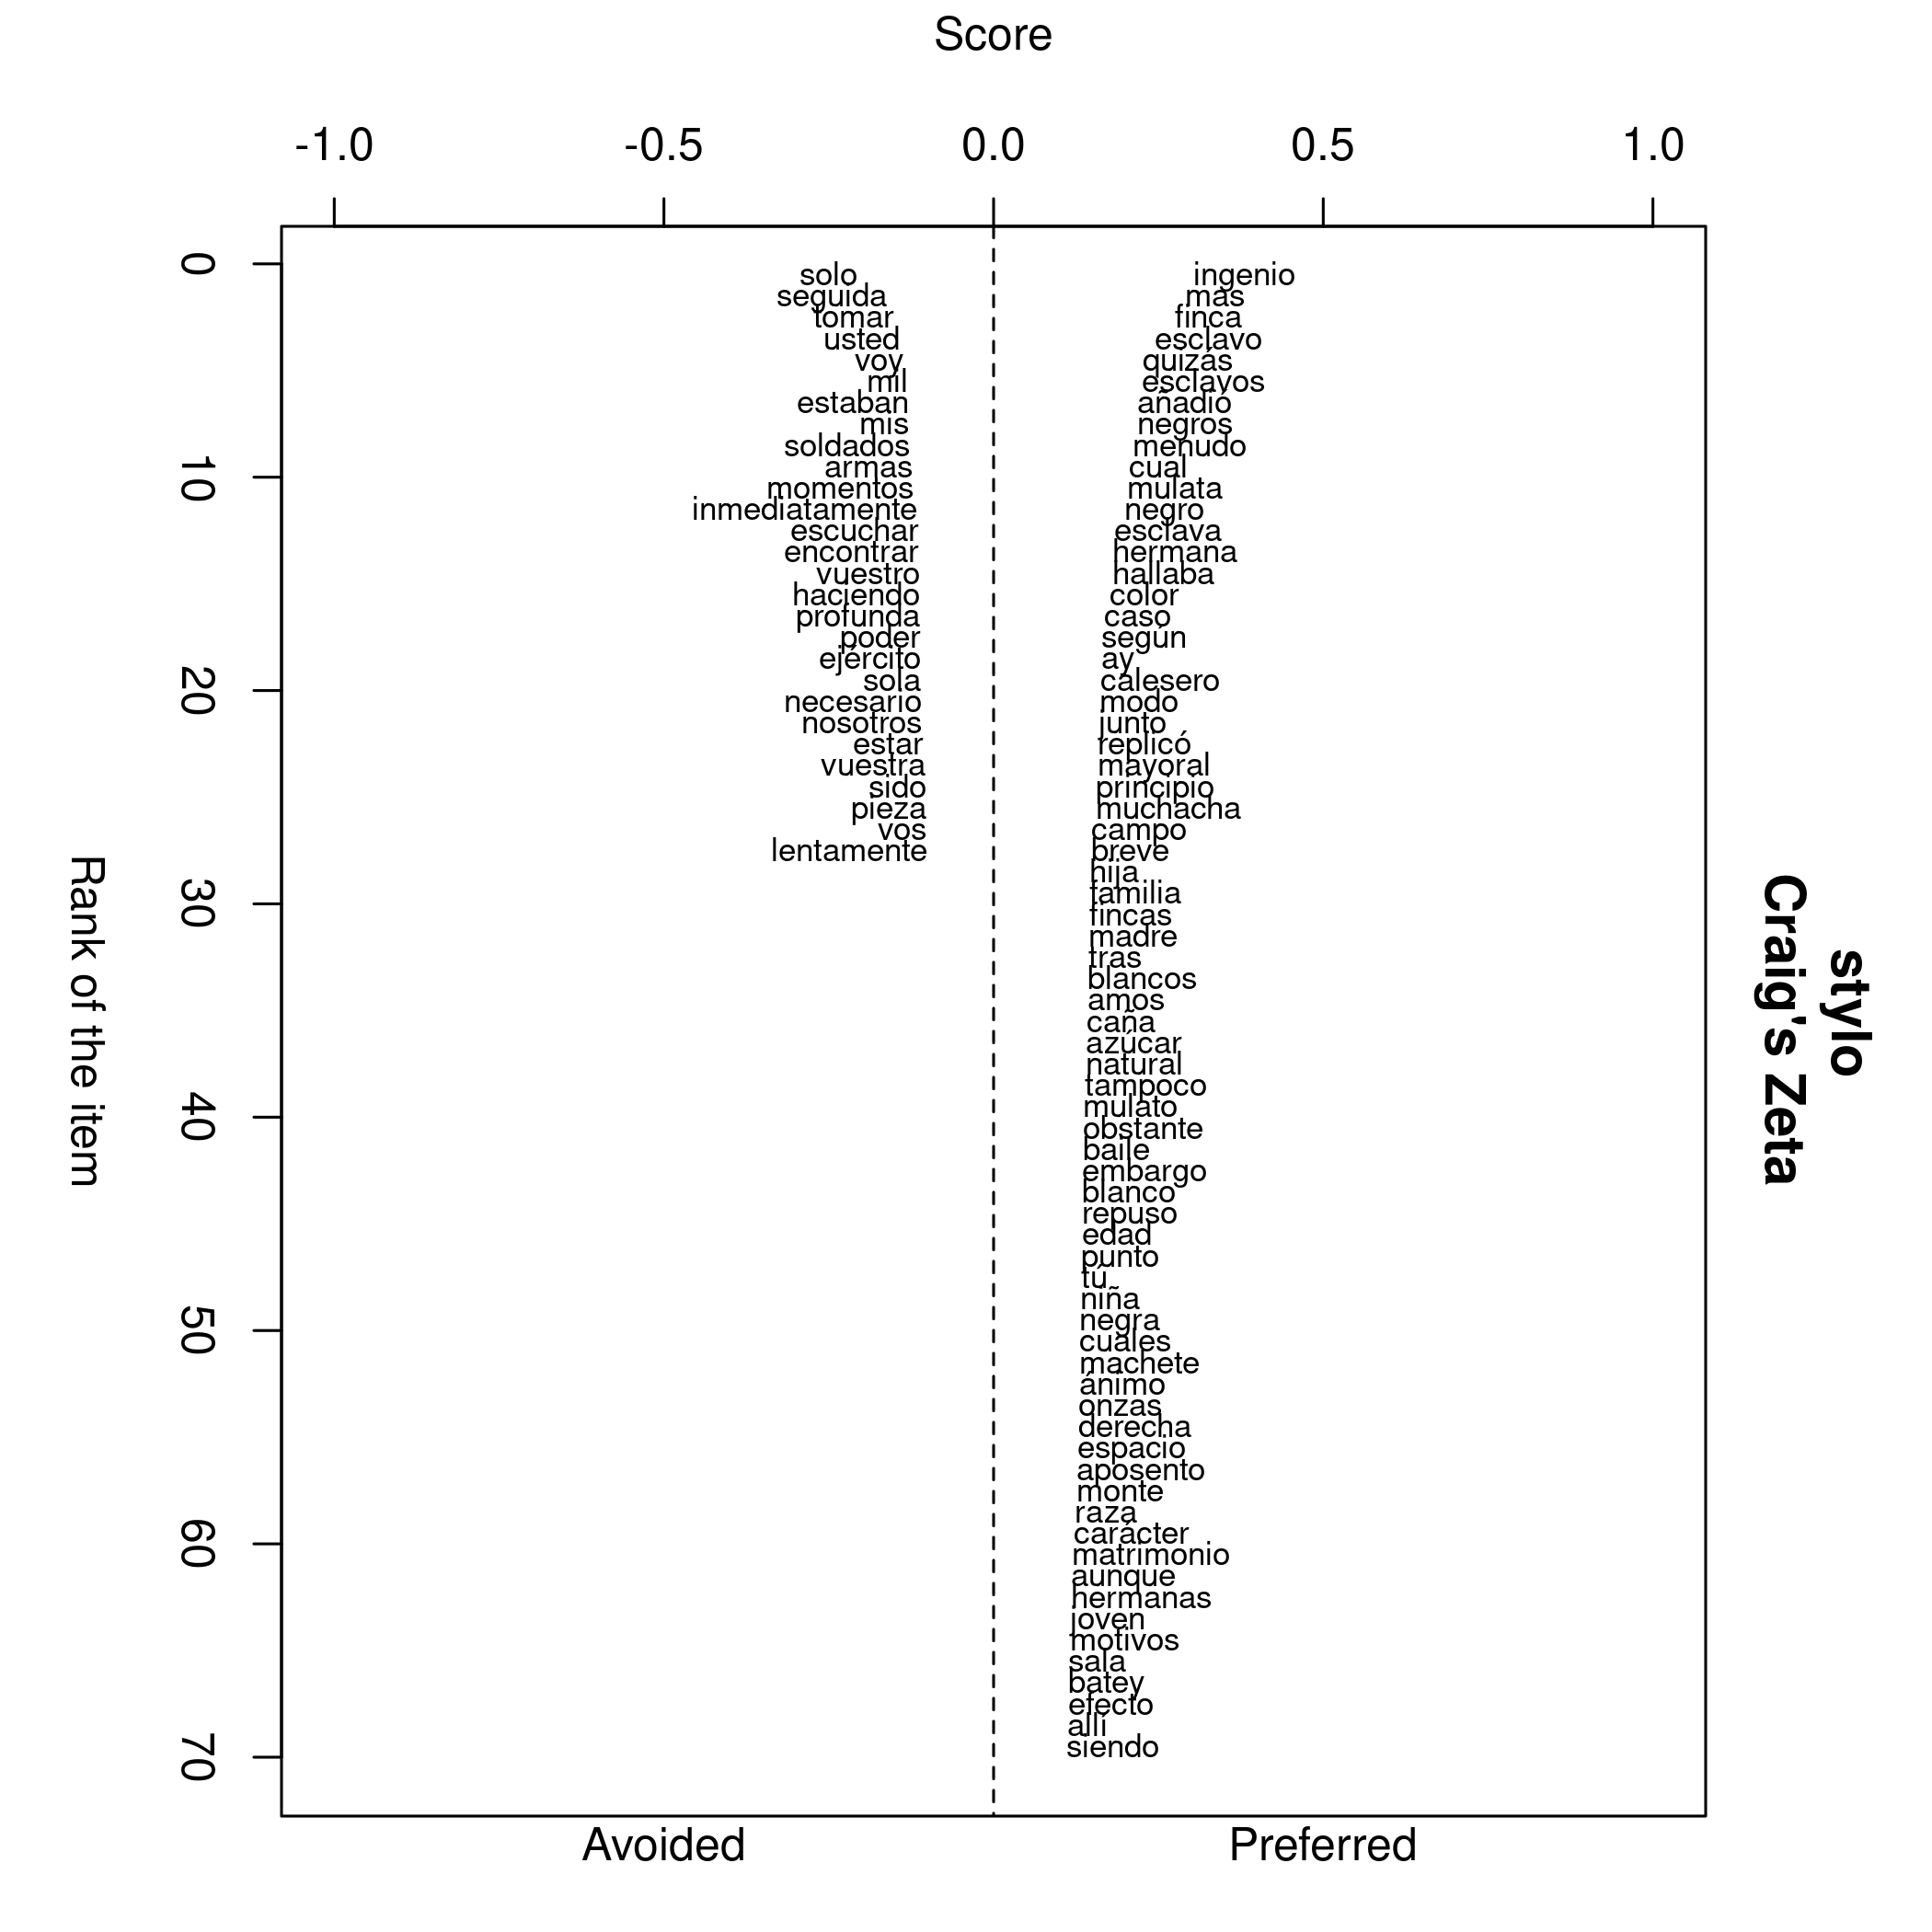 Score
-1.0 -0.5 0.0 0.5 1.0
stylo
Craig's Zeta
Rank of the item
0
10
20
30
40
50
60
70
solo
seguida
tomar
usted
voy
mil
estaban
mis
soldados
armas
momentos
inmediatamente
escuchar
encontrar
vuestro
haciendo
profunda
poder
ejército
sola
necesario
nosotros
estar
vuestra
sido
pieza
vos
lentamente
ingenio
mas
finca
esclavo
quizás
esclavos
añadió
negros
menudo
cual
mulata
negro
esclava
hermana
hallaba
color
caso
según
ay
calesero
modo
junto
replicó
mayoral
principio
muchacha
campo
breve
hija
familia
fincas
madre
tras
blancos
amos
caña
azúcar
natural
tampoco
mulato
obstante
baile
embargo
blanco
repuso
edad
punto
tú
niña
negra
cuales
machete
ánimo
onzas
derecha
espacio
aposento
monte
raza
carácter
matrimonio
aunque
hermanas
joven
motivos
sala
batey
efecto
allí
siendo
Avoided Preferred